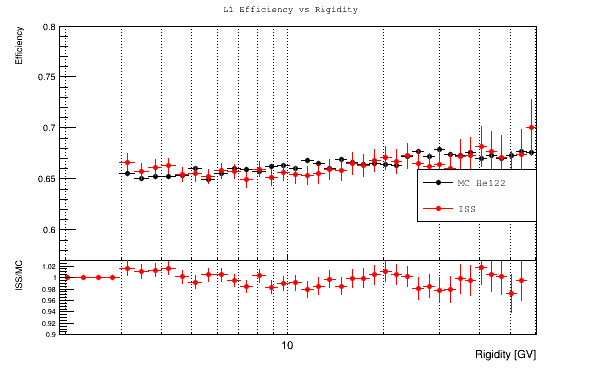 L1 Efficiency vs Rigidity
Efficiency
0.8
0.75
0.7
0.65
0.6
MC He122
ISS
ISS/MC
1.02
1
0.98
0.96
0.94
0.92
0.9
10
Rigidity [GV]